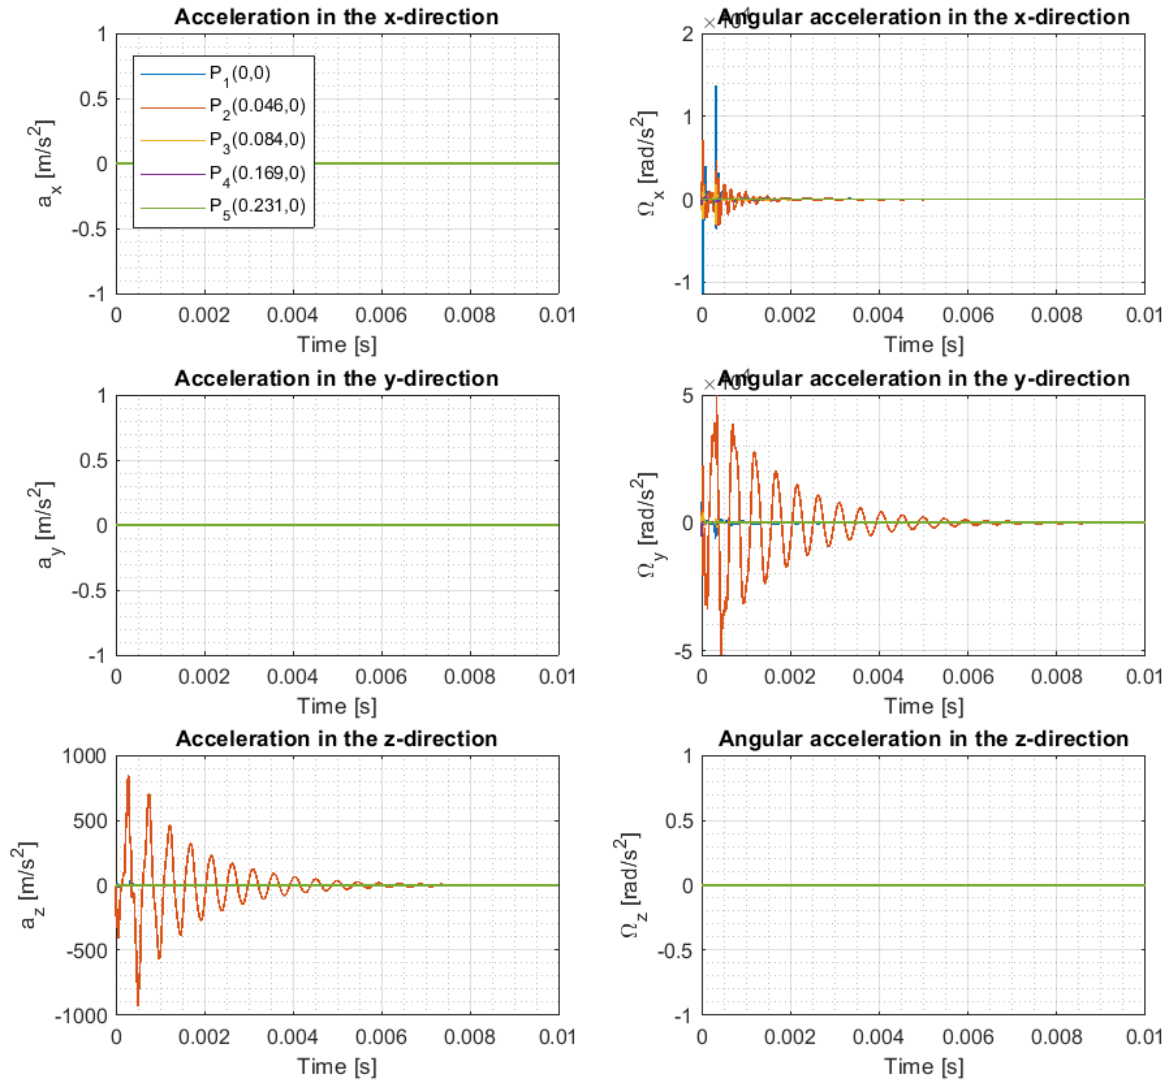 Acceleration in the x-direction
1
0.5
0
-0.5
-1
a_x [m/s^2]
P_1(0,0)
P_2(0.046,0)
P_3(0.084,0)
P_4(0.169,0)
P_5(0.231,0)
0 0.002 0.004 0.006 0.008 0.01
Time [s]
×10^4
Angular acceleration in the x-direction
2
1
0
-1
Ω_x [rad/s^2]
0 0.002 0.004 0.006 0.008 0.01
Time [s]
Acceleration in the y-direction
1
0.5
0
-0.5
-1
a_y [m/s^2]
0 0.002 0.004 0.006 0.008 0.01
Time [s]
×10^4
Angular acceleration in the y-direction
5
0
-5
Ω_y [rad/s^2]
0 0.002 0.004 0.006 0.008 0.01
Time [s]
Acceleration in the z-direction
1000
500
0
-500
-1000
a_z [m/s^2]
0 0.002 0.004 0.006 0.008 0.01
Time [s]
Angular acceleration in the z-direction
1
0.5
0
-0.5
-1
Ω_z [rad/s^2]
0 0.002 0.004 0.006 0.008 0.01
Time [s]